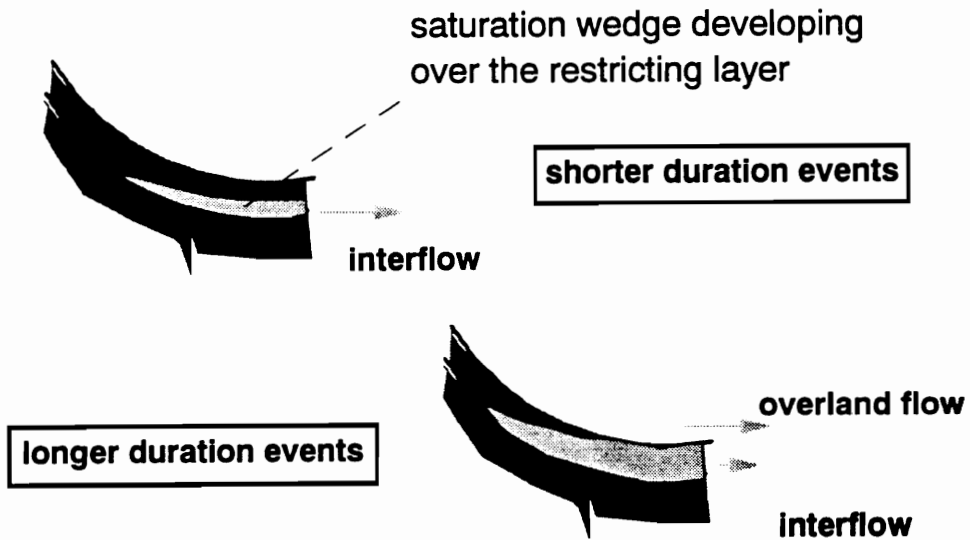 saturation wedge developing
over the restricting layer
shorter duration events
interflow
overland flow
longer duration events
interflow